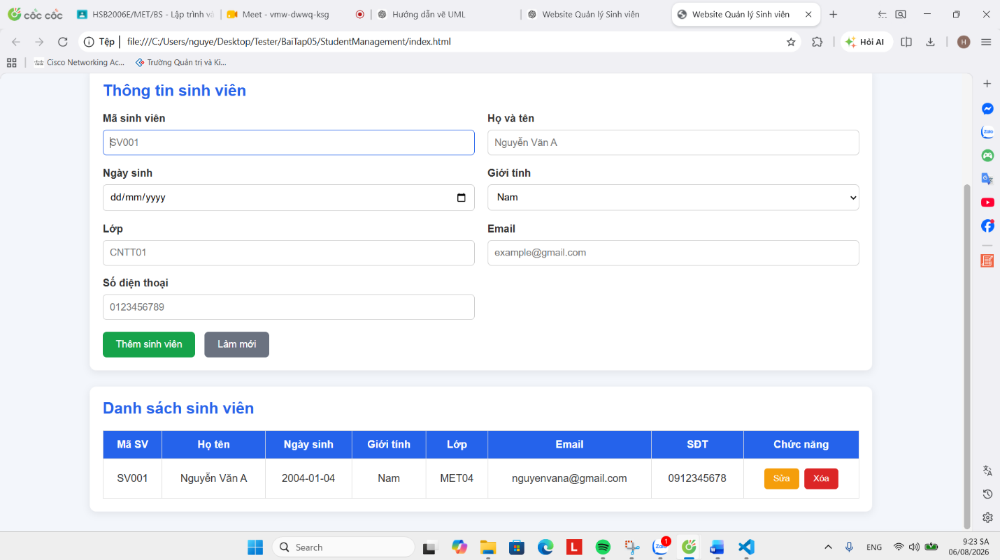 cốc cốc
HSB2006E/MET/BS - Lập trình và
Meet - vmw-dwwq-ksg
Hướng dẫn vẽ UML
Website Quản lý Sinh viên
Website Quản lý Sinh viên
Tệp
file:///C:/Users/nguye/Desktop/Tester/BaiTap05/StudentManagement/index.html
Hỏi AI
H
Cisco Networking Ac...
Trường Quản trị và Ki...
Thông tin sinh viên
Mã sinh viên Họ và tên
SV001 Nguyễn Văn A
Ngày sinh Giới tính
dd/mm/yyyy Nam
Lớp Email
CNTT01 example@gmail.com
Số điện thoại
0123456789
Thêm sinh viên Làm mới
Danh sách sinh viên
Mã SV Họ tên Ngày sinh Giới tính Lớp Email SĐT Chức năng
SV001 Nguyễn Văn A 2004-01-04 Nam MET04 nguyenvana@gmail.com 0912345678 Sửa Xóa
Zalo
Search
L
Zalo
1
W
ENG
9:23 SA
06/08/2026